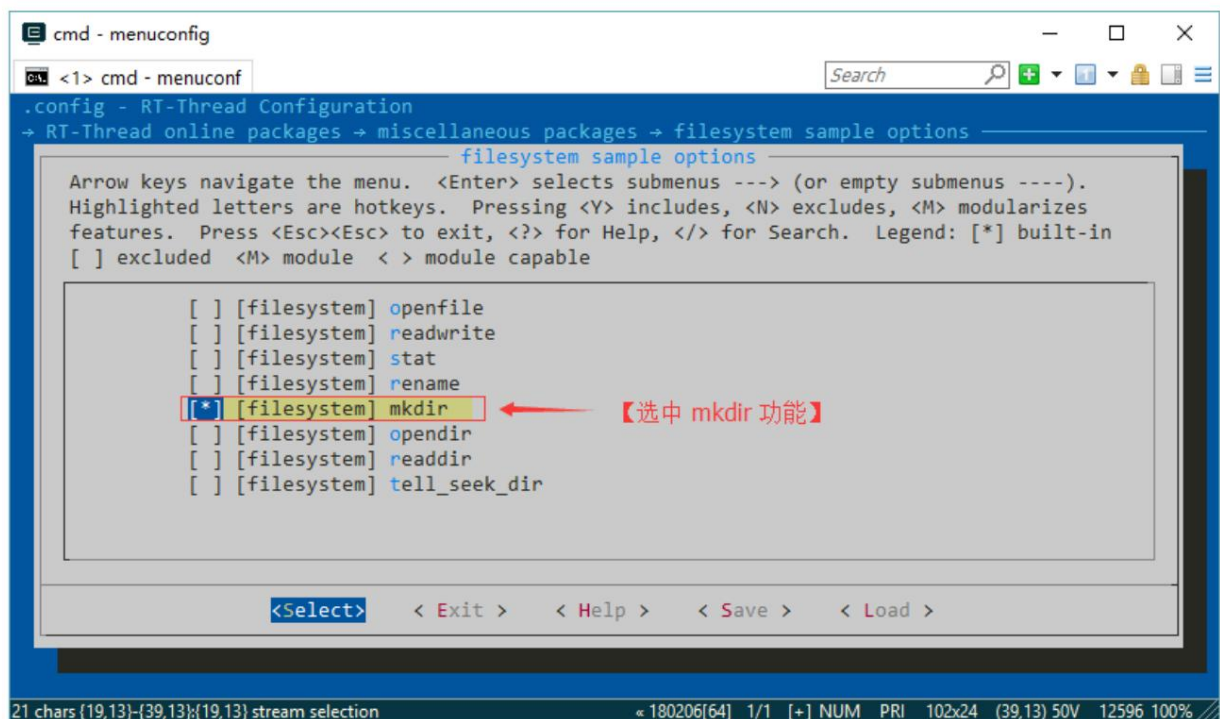 cmd - menuconfig
<1> cmd - menuconf
Search
.config - RT-Thread Configuration
→ RT-Thread online packages → miscellaneous packages → filesystem sample options
filesystem sample options
Arrow keys navigate the menu.  <Enter> selects submenus ---> (or empty submenus ----).
Highlighted letters are hotkeys.  Pressing <Y> includes, <N> excludes, <M> modularizes
features.  Press <Esc><Esc> to exit, <?> for Help, </> for Search.  Legend: [*] built-in
[ ] excluded  <M> module  < > module capable
[ ] [filesystem] openfile
[ ] [filesystem] readwrite
[ ] [filesystem] stat
[ ] [filesystem] rename
[*] [filesystem] mkdir 【选中 mkdir 功能】
[ ] [filesystem] opendir
[ ] [filesystem] readdir
[ ] [filesystem] tell_seek_dir
<Select> < Exit > < Help > < Save > < Load >
21 chars {19,13}-{39,13}:{19,13} stream selection « 180206[64] 1/1 [+] NUM PRI 102x24 (39,13) 50V 12596 100%